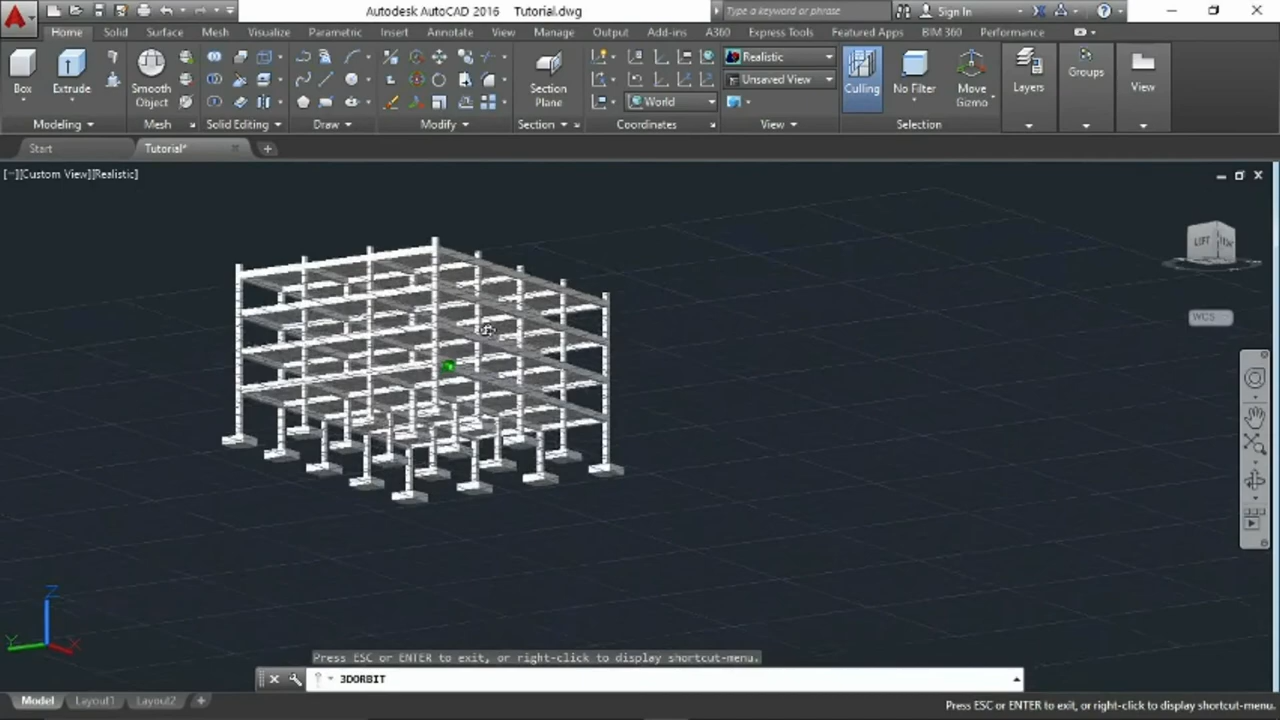 Autodesk AutoCAD 2016 Tutorial.dwg
Type a keyword or phrase
Sign In
Home Solid Surface Mesh Visualize Parametric Insert Annotate View Manage Output Add-ins A360 Express Tools Featured Apps BIM 360 Performance
Box
Extrude
Smooth
Object
Section
Plane
World
Realistic
Unsaved View
Culling
No Filter
Move
Gizmo
Layers
Groups
View
Modeling Mesh Solid Editing Draw Modify Section Coordinates View Selection
Start Tutorial*
[−][Custom View][Realistic]
LEFT
WCS
Z
Y
X
Press ESC or ENTER to exit, or right-click to display shortcut-menu.
3DORBIT
Model Layout1 Layout2
Press ESC or ENTER to exit, or right-click to display shortcut-menu.